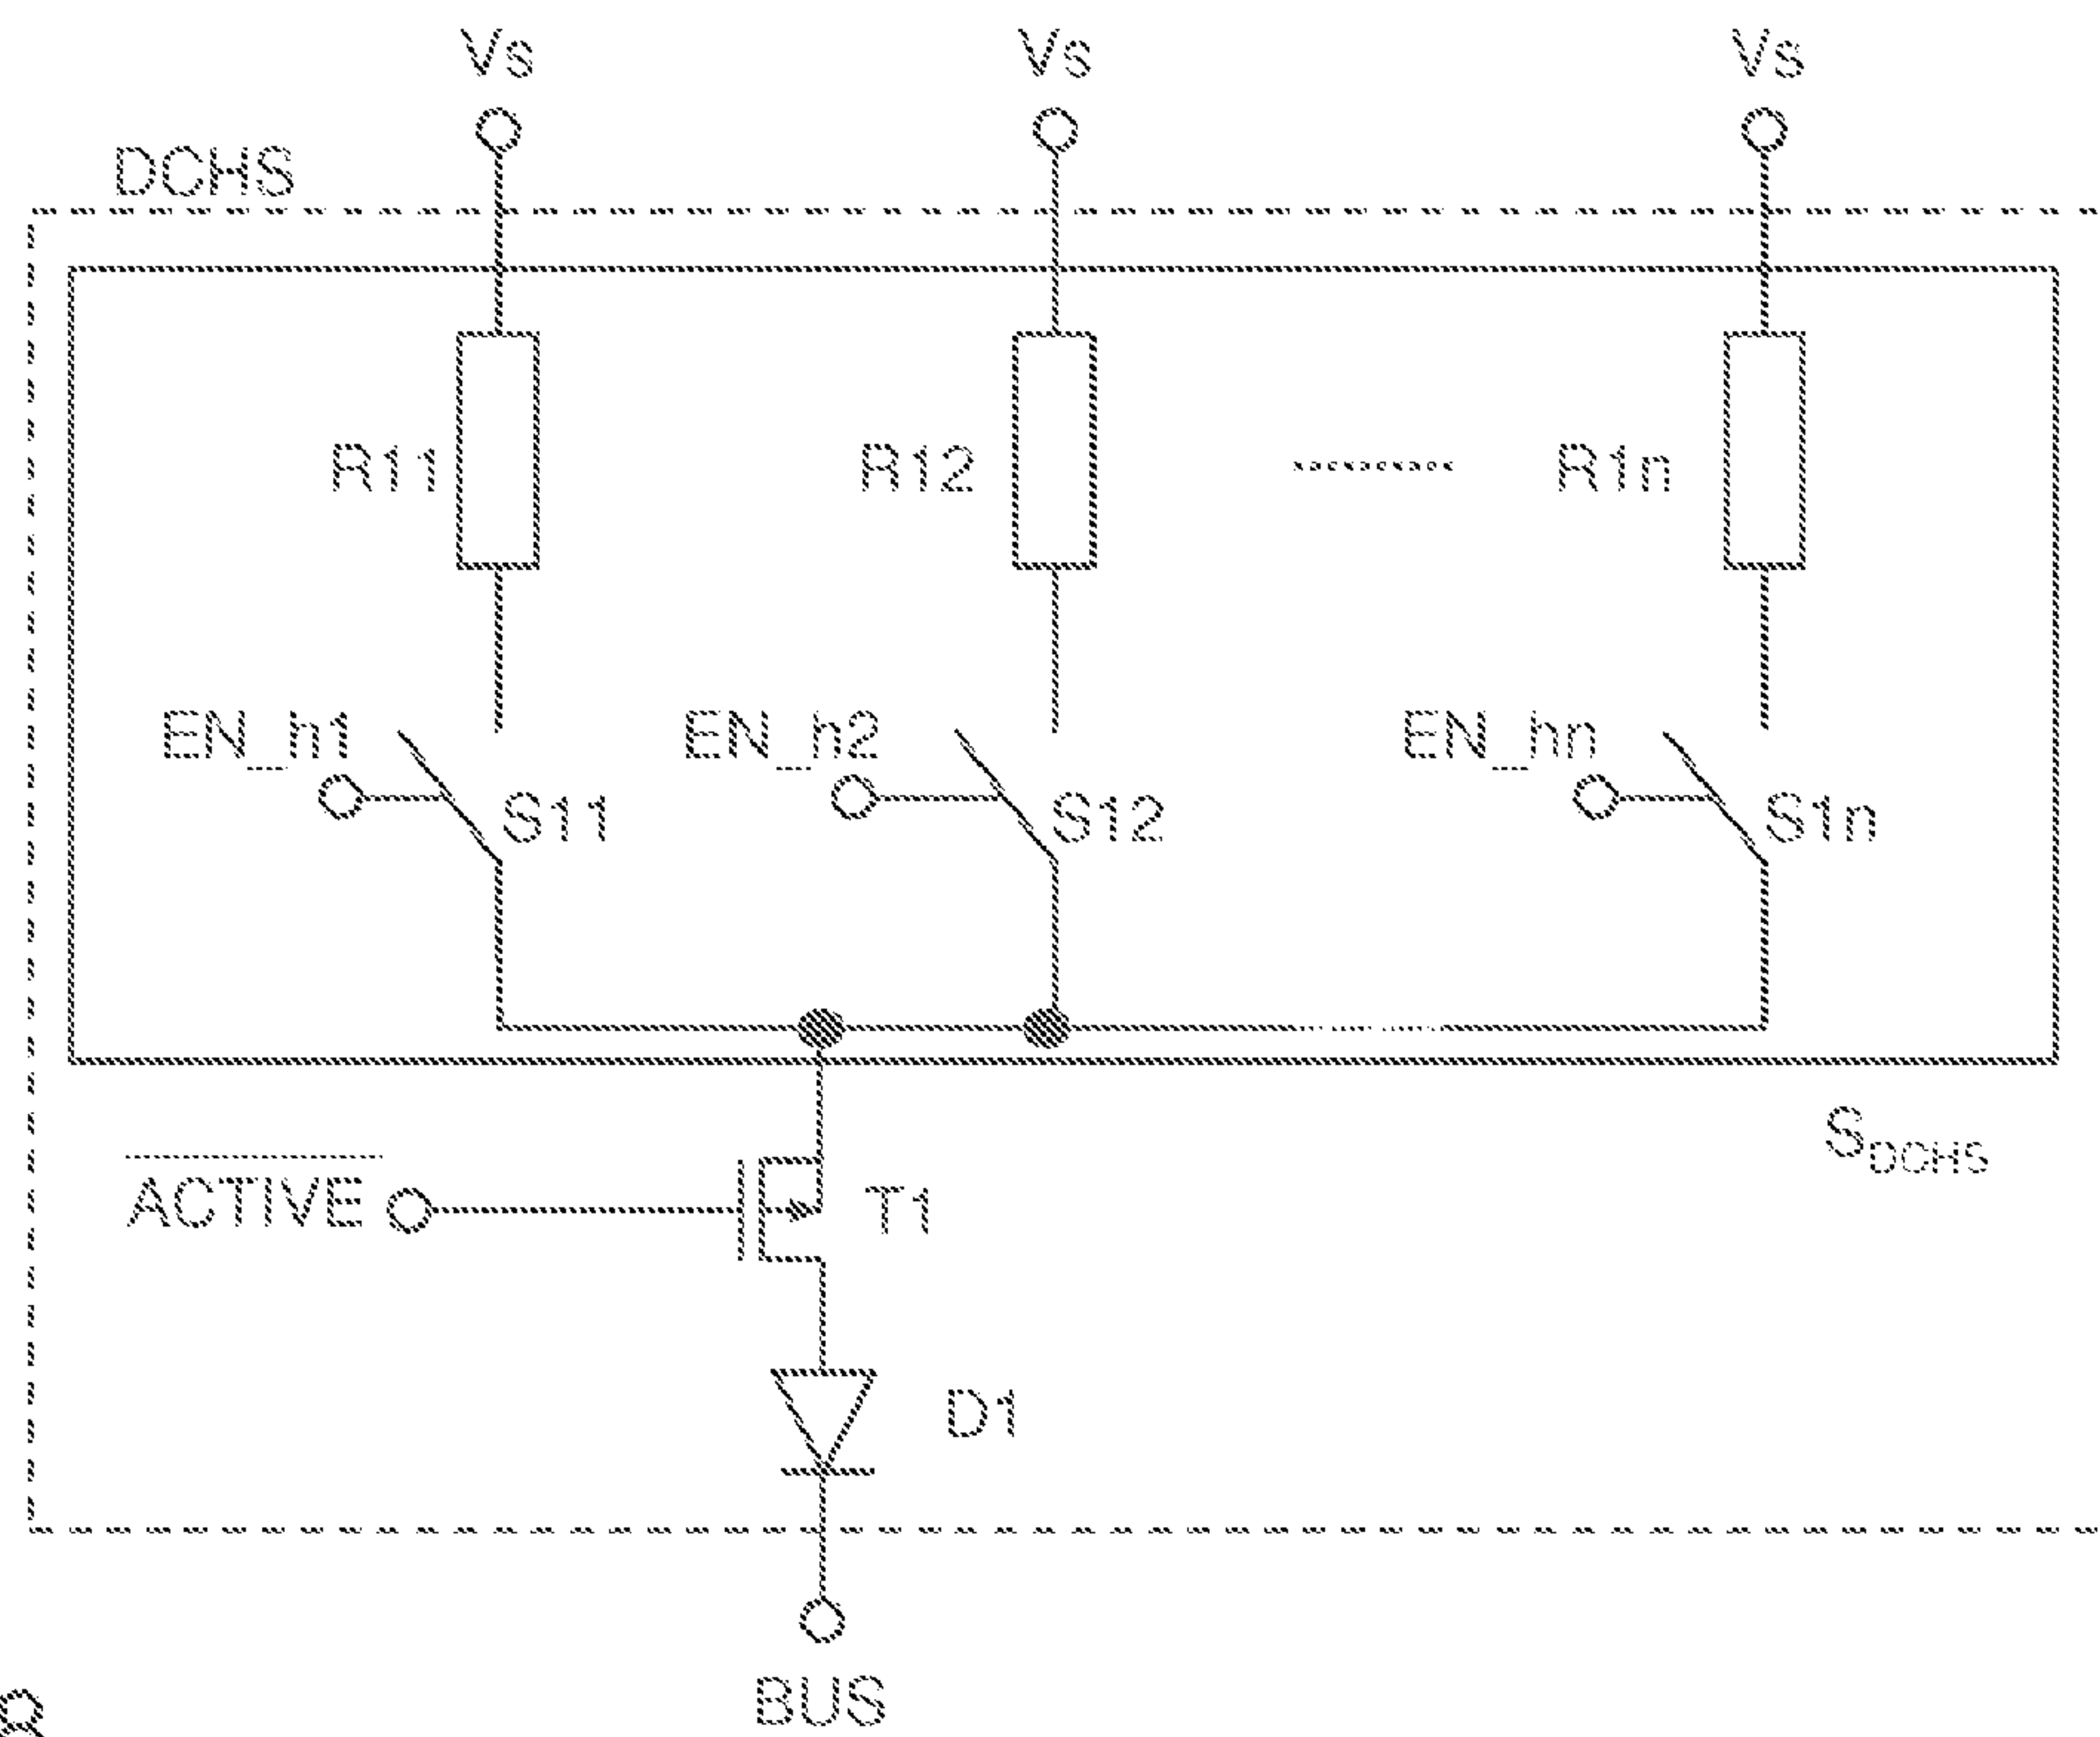 Vs Vs Vs
DCHS
R11 R12 R1n
EN_h1 EN_h2 EN_hn
S11 S12 S1n
S_DCHS
ACTIVE T1
D1
BUS